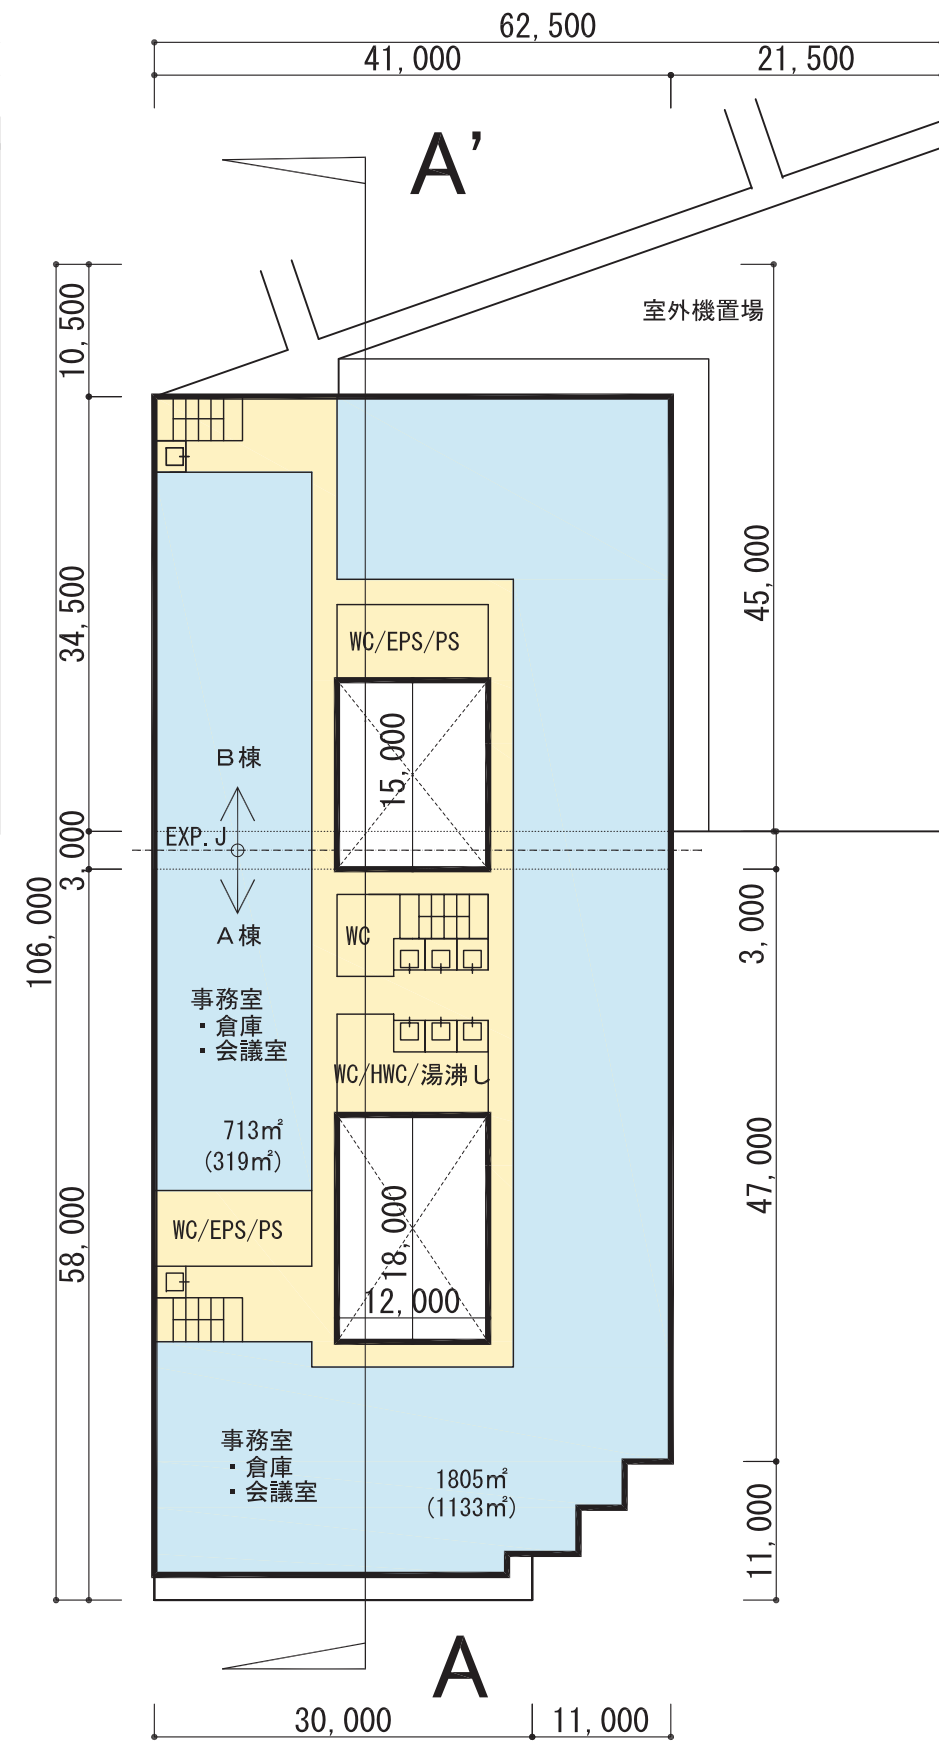 62,500
41,000
21,500
A'
10,500
室外機置場
34,500
45,000
WC/EPS/PS
15,000
B棟
EXP.J
3,000
A棟
106,000
WC
3,000
事務室
・倉庫
・会議室
WC/HWC/湯沸し
713㎡
(319㎡)
47,000
58,000
WC/EPS/PS
18,000
12,000
事務室
・倉庫
・会議室
1805㎡
(1133㎡)
11,000
A
30,000
11,000